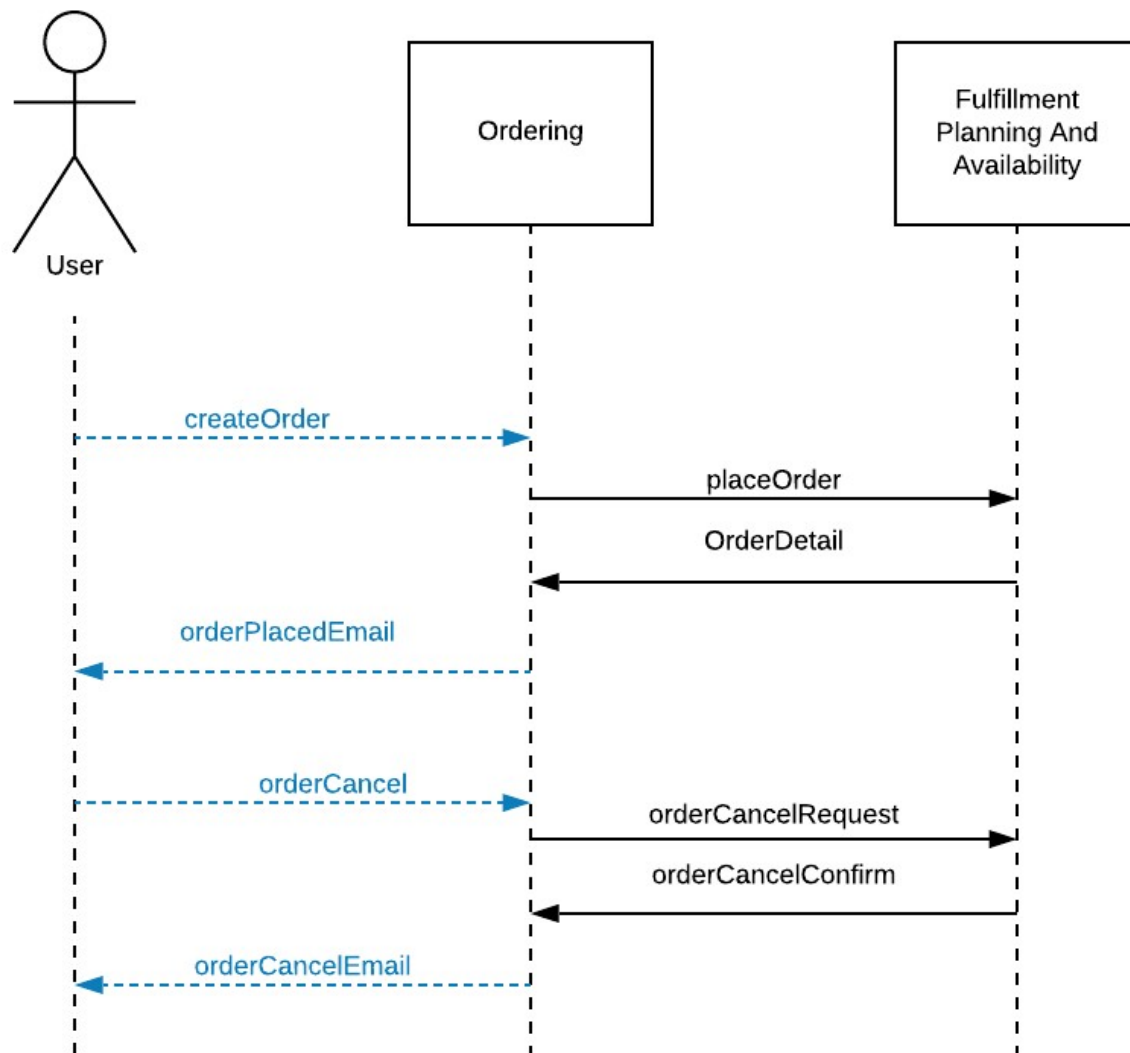 Ordering
Fulfillment
Planning And
Availability
User
createOrder
placeOrder
OrderDetail
orderPlacedEmail
orderCancel
orderCancelRequest
orderCancelConfirm
orderCancelEmail